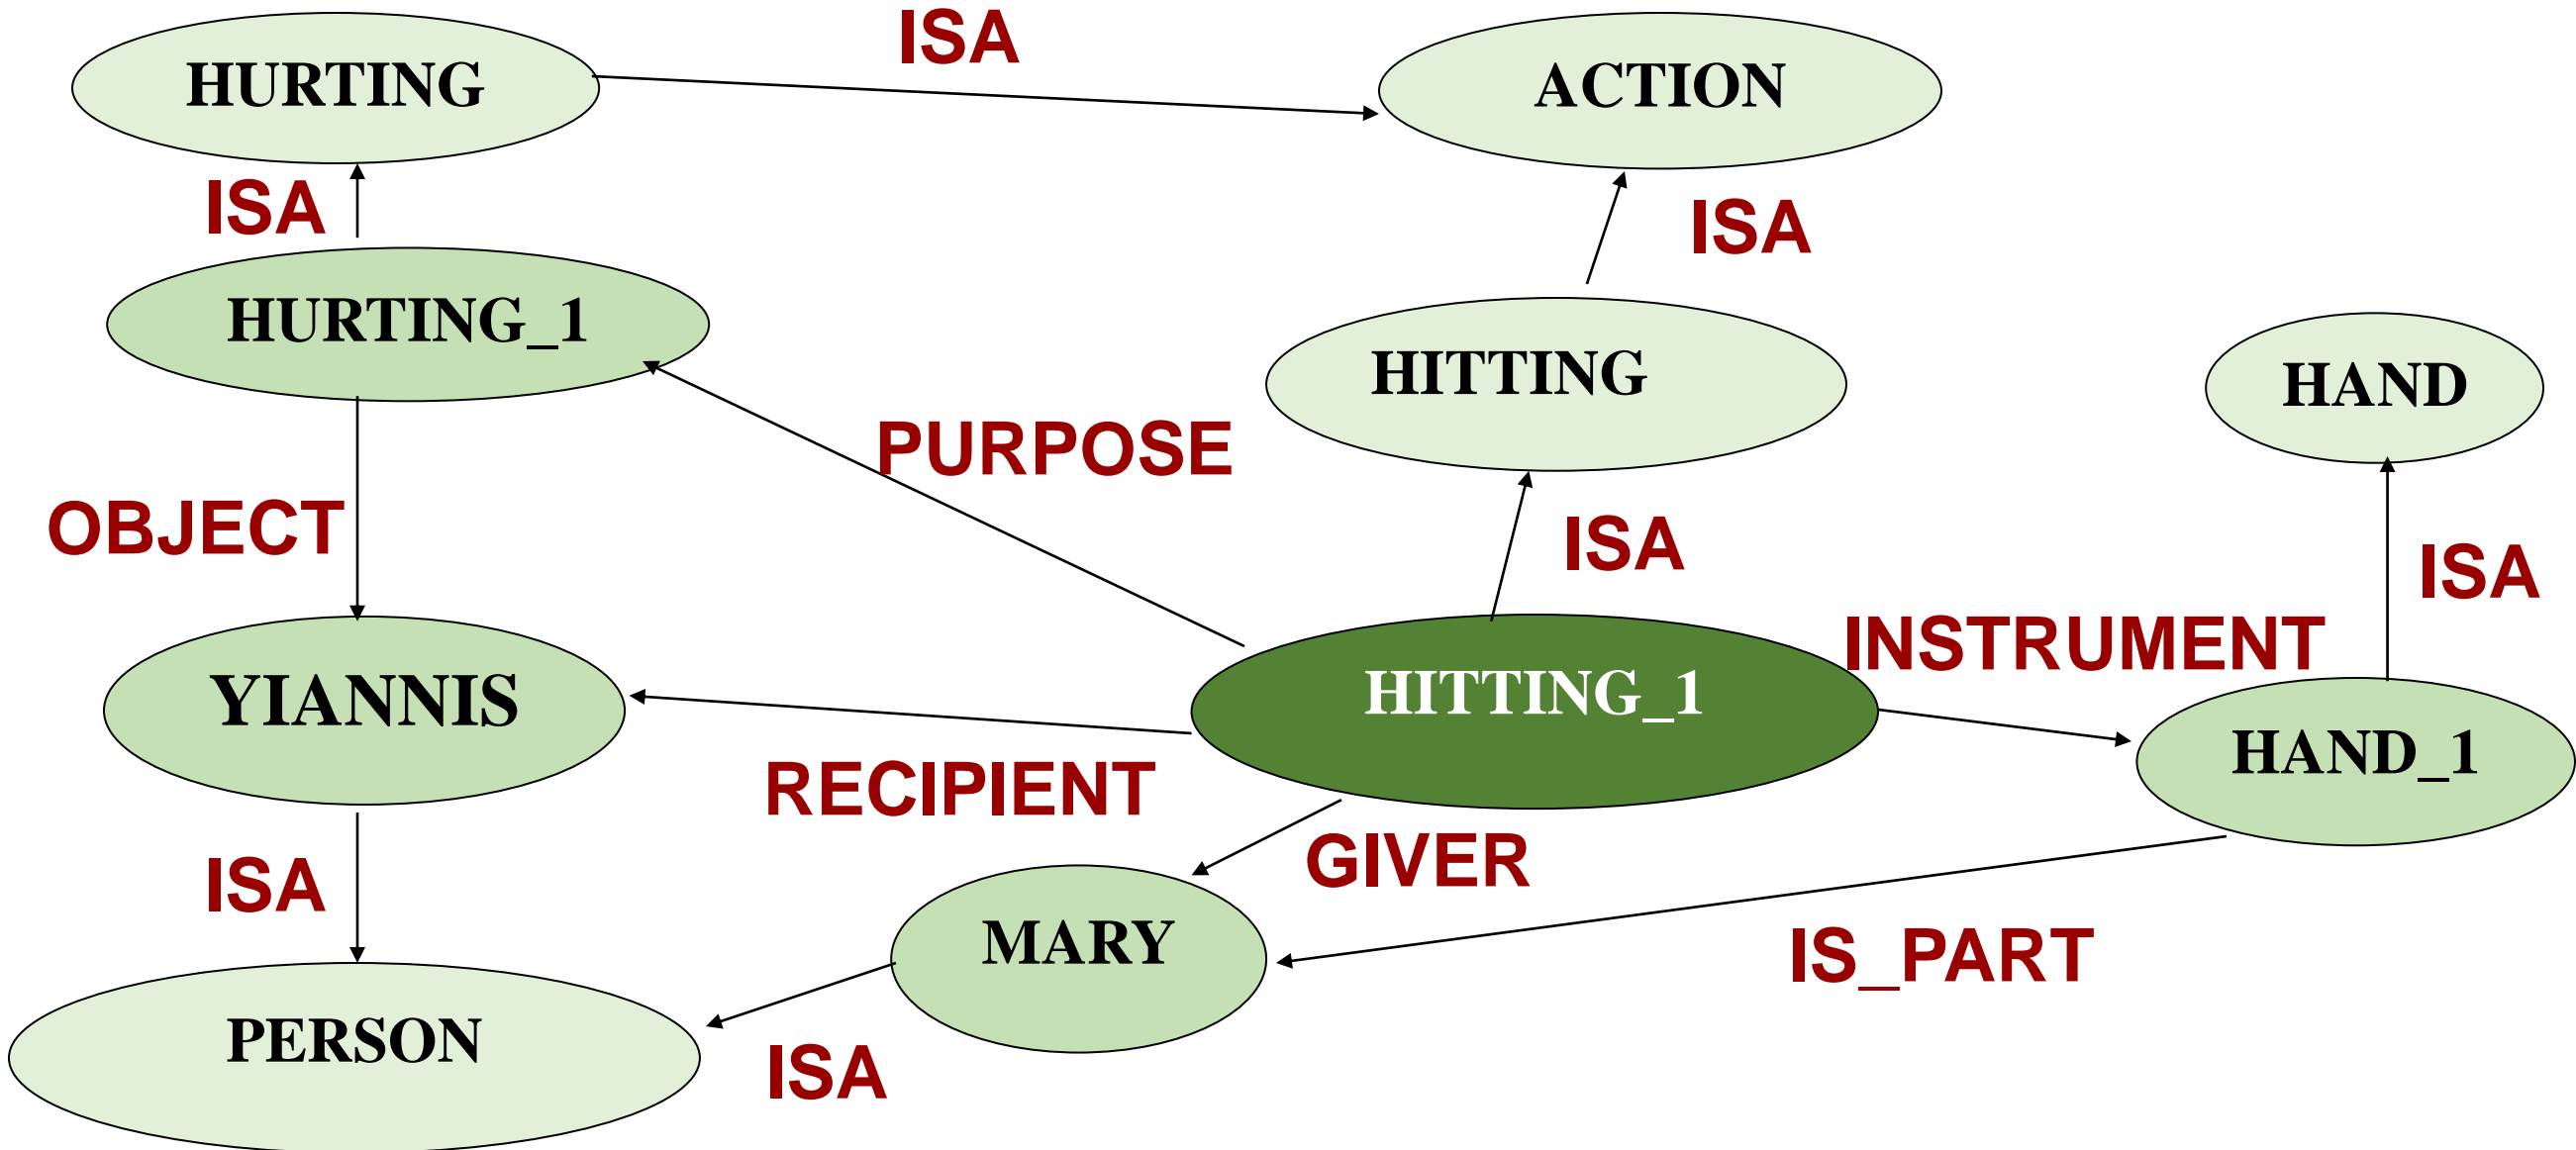 ISA
HURTING
ACTION
ISA
ISA
HURTING_1
HITTING
HAND
PURPOSE
OBJECT
ISA
ISA
INSTRUMENT
YIANNIS
HITTING_1
HAND_1
RECIPIENT
GIVER
ISA
MARY
IS_PART
PERSON
ISA